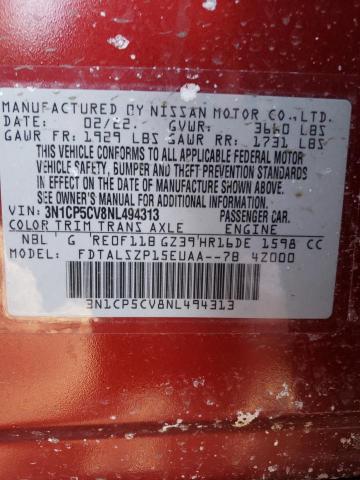 MANUFACTURED BY NISSAN MOTOR CO.,LTD.
DATE: 02/22 GVWR: 3660 LBS
GAWR FR: 1929 LBS GAWR RR: 1731 LBS
THIS VEHICLE CONFORMS TO ALL APPLICABLE FEDERAL MOTOR
VEHICLE SAFETY, BUMPER AND THEFT PREVENTION STANDARDS
IN EFFECT ON THE DATE OF MANUFACTURE SHOWN ABOVE.
SEE OWNER'S MANUAL FOR ADDITIONAL INFORMATION.
VIN: 3N1CP5CV8NL494313 PASSENGER CAR.
COLOR TRIM TRANS AXLE ENGINE
NBL G RE0F11B GZ39 HR16DE 1598 CC
MODEL: FDTALSZP15EUAA--78 4Z000
3N1CP5CV8NL494313